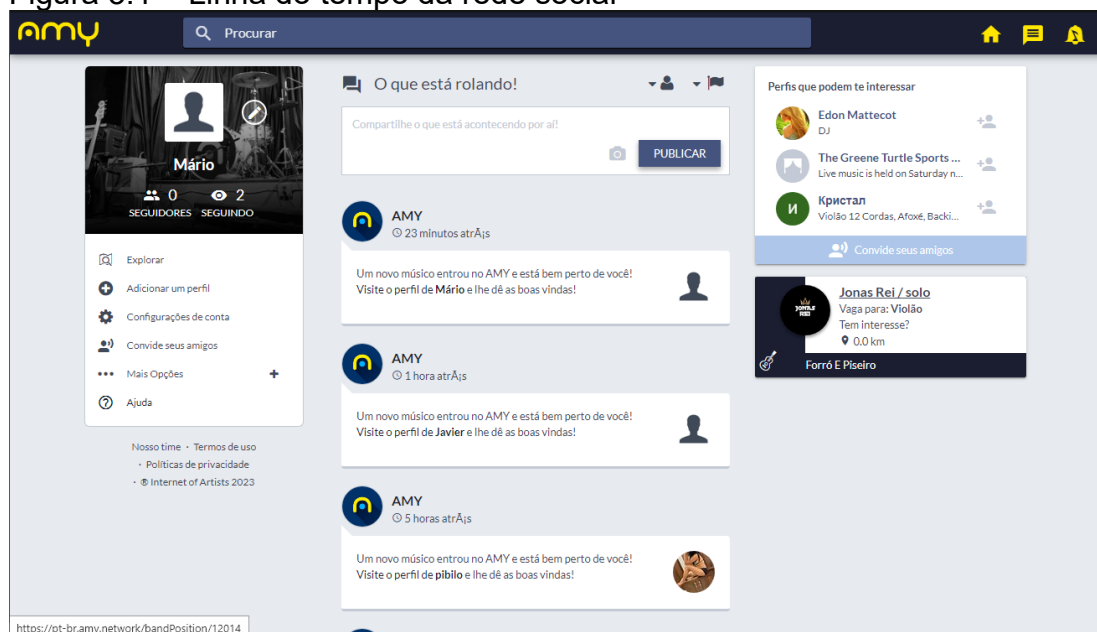 Figura 3.1 – Linha do tempo da rede social
amy
Procurar
Mário
0
2
SEGUIDORES SEGUINDO
Explorar
Adicionar um perfil
Configurações de conta
Convide seus amigos
Mais Opções
Ajuda
Nosso time · Termos de uso
· Políticas de privacidade
· ® Internet of Artists 2023
O que está rolando!
Compartilhe o que está acontecendo por aí!
PUBLICAR
AMY
23 minutos atrÃ¡s
Um novo músico entrou no AMY e está bem perto de você!
Visite o perfil de Mário e lhe dê as boas vindas!
AMY
1 hora atrÃ¡s
Um novo músico entrou no AMY e está bem perto de você!
Visite o perfil de Javier e lhe dê as boas vindas!
AMY
5 horas atrÃ¡s
Um novo músico entrou no AMY e está bem perto de você!
Visite o perfil de pibilo e lhe dê as boas vindas!
Perfis que podem te interessar
Edon Mattecot
DJ
The Greene Turtle Sports ...
Live music is held on Saturday n...
И
Кристал
Violão 12 Cordas, Afoxé, Backi...
Convide seus amigos
JONAS REI
Jonas Rei / solo
Vaga para: Violão
Tem interesse?
0.0 km
Forró E Piseiro
https://pt-br.amy.network/bandPosition/12014